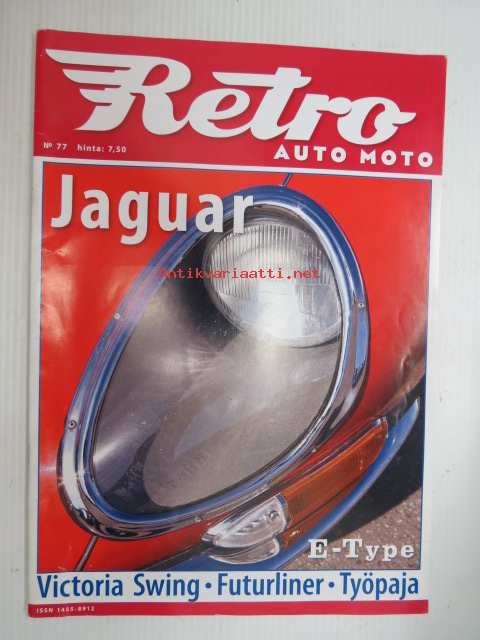 Retro
AUTO MOTO
№ 77 hinta: 7,50
Jaguar
Antikvariaatti.net
E-Type
Victoria Swing • Futurliner • Työpaja
ISSN 1455-8912